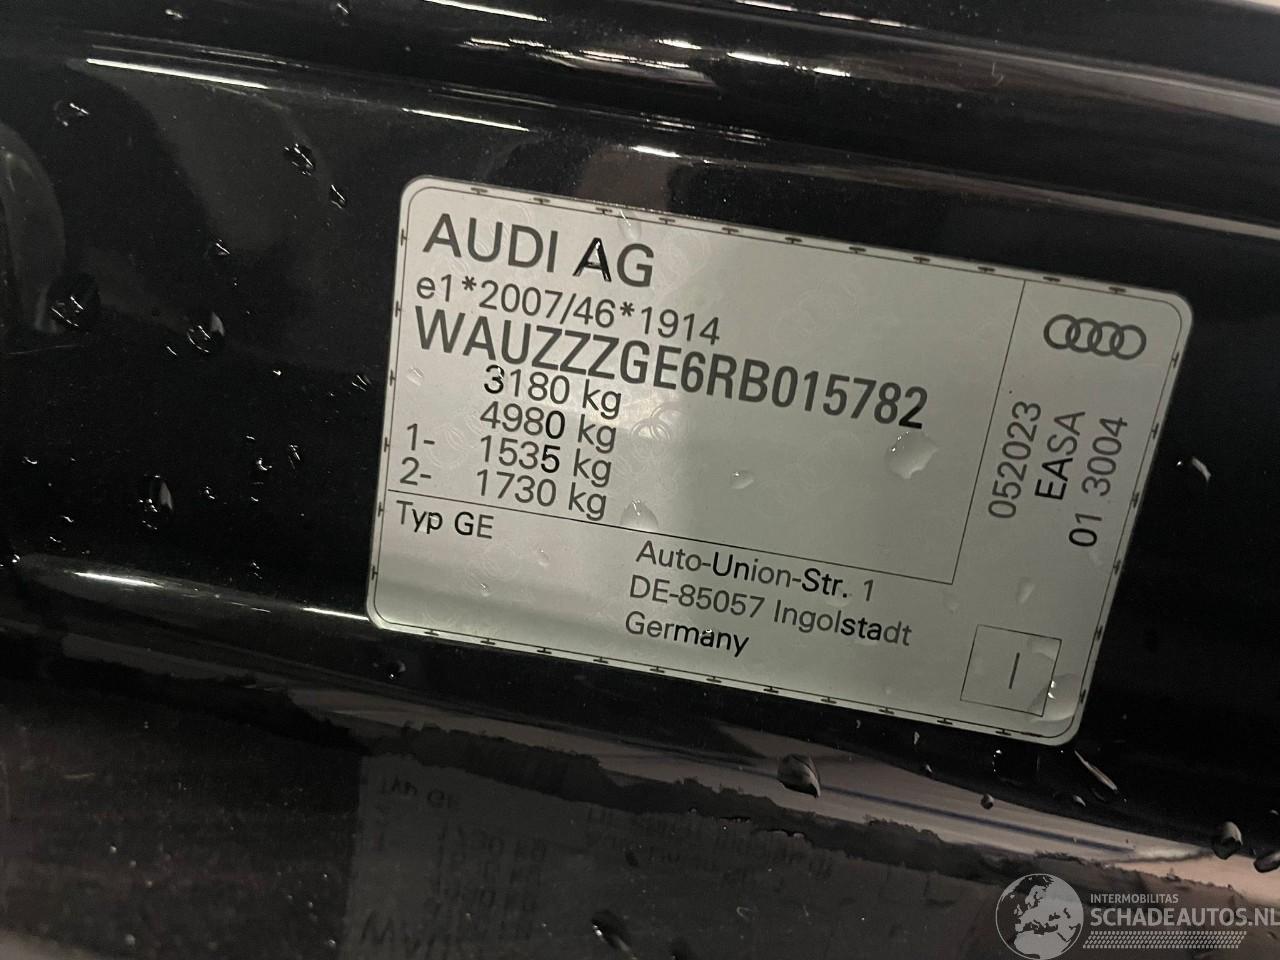 AUDI AG
e1*2007/46*1914
WAUZZZGE6RB015782
3180 kg
4980 kg
1- 1535 kg
2- 1730 kg
Typ GE
Auto-Union-Str. 1
DE-85057 Ingolstadt
Germany
052023
EASA
01 3004
INTERMOBILITAS
SCHADEAUTOS.NL